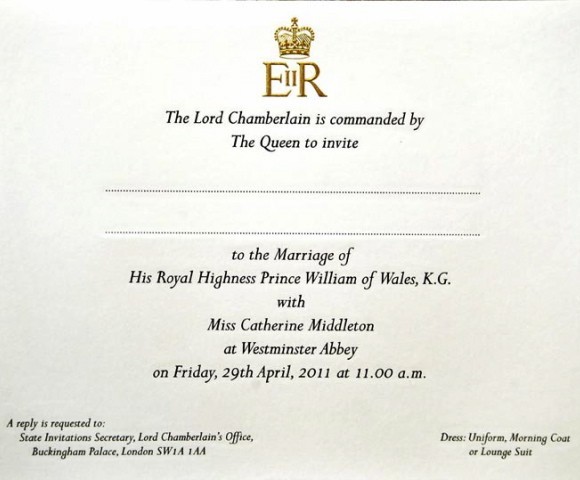 EIIR
The Lord Chamberlain is commanded by
The Queen to invite
to the Marriage of
His Royal Highness Prince William of Wales, K.G.
with
Miss Catherine Middleton
at Westminster Abbey
on Friday, 29th April, 2011 at 11.00 a.m.
A reply is requested to:
State Invitations Secretary, Lord Chamberlain's Office,
Buckingham Palace, London SW1A 1AA
Dress: Uniform, Morning Coat
or Lounge Suit